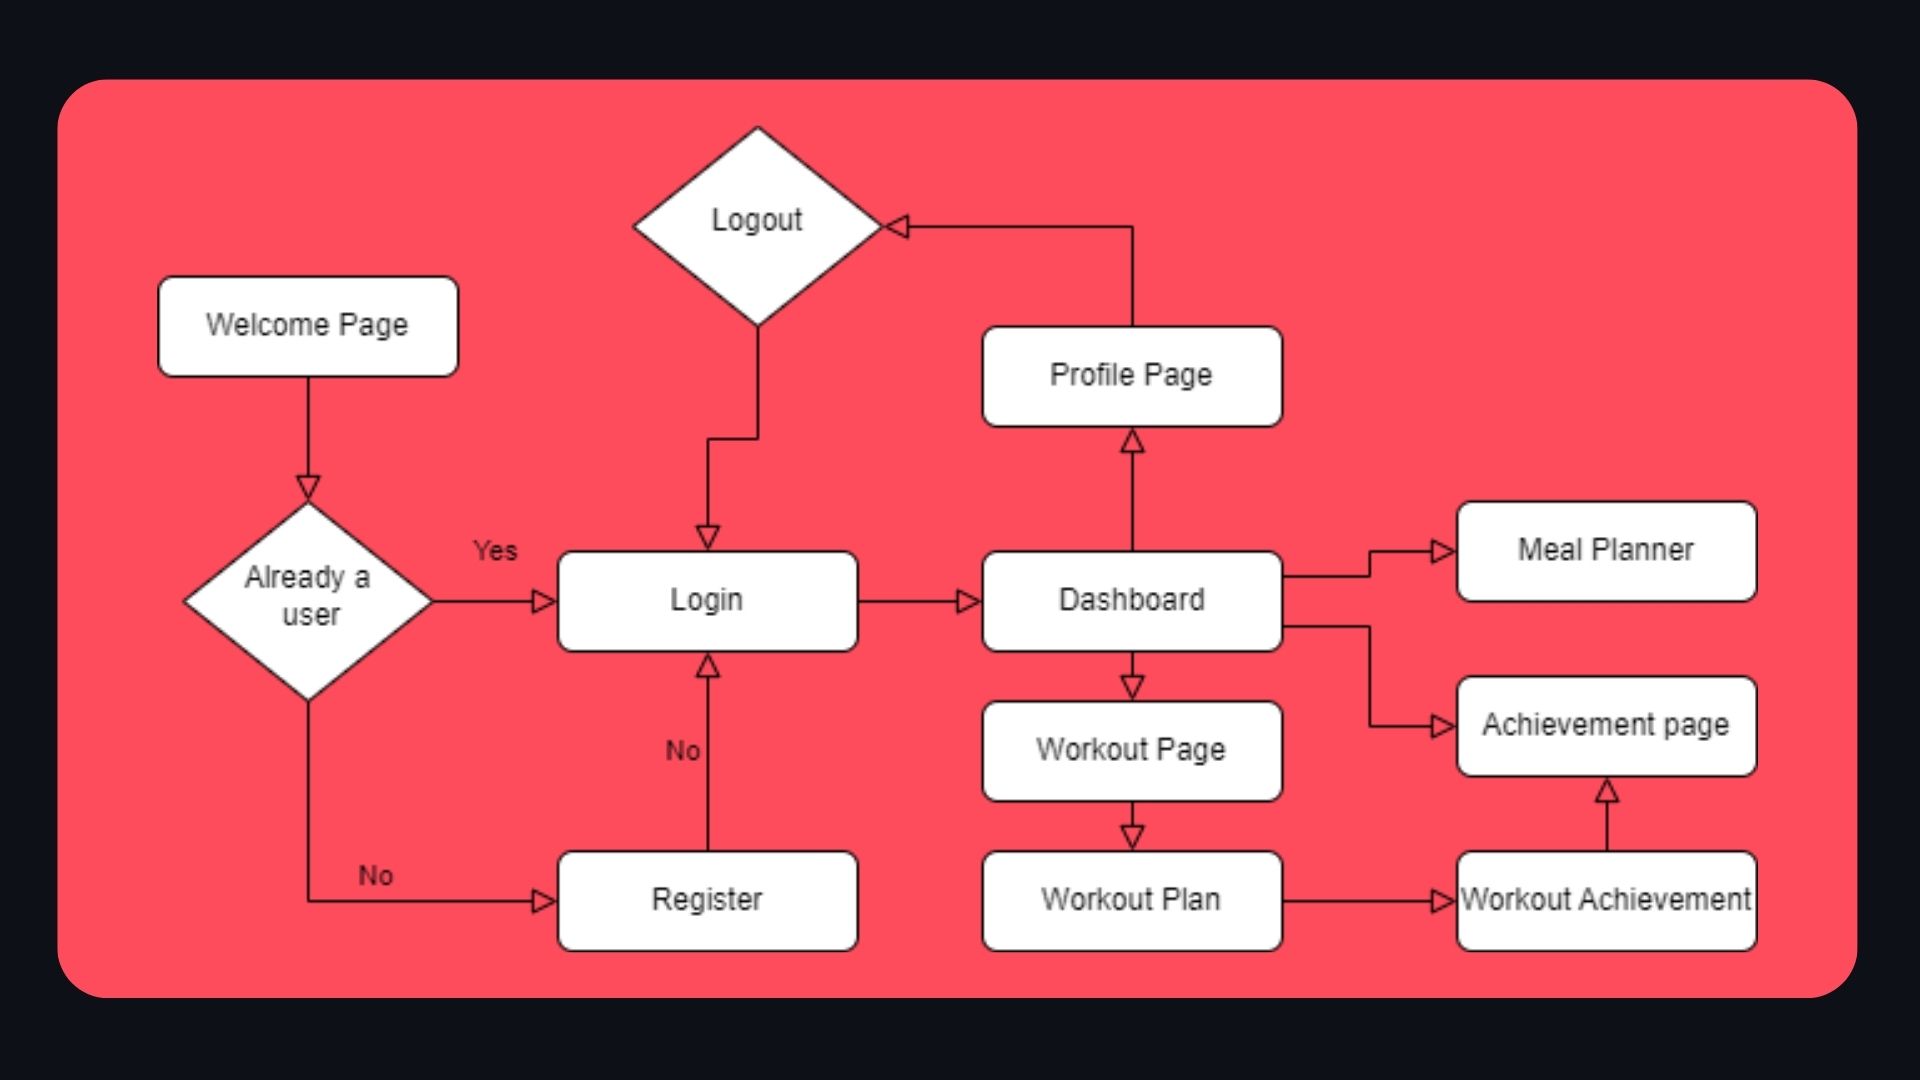 Logout
Welcome Page
Profile Page
Yes
Already a
user
Login
Dashboard
Meal Planner
Achievement page
No
Workout Page
No
Register
Workout Plan
Workout Achievement